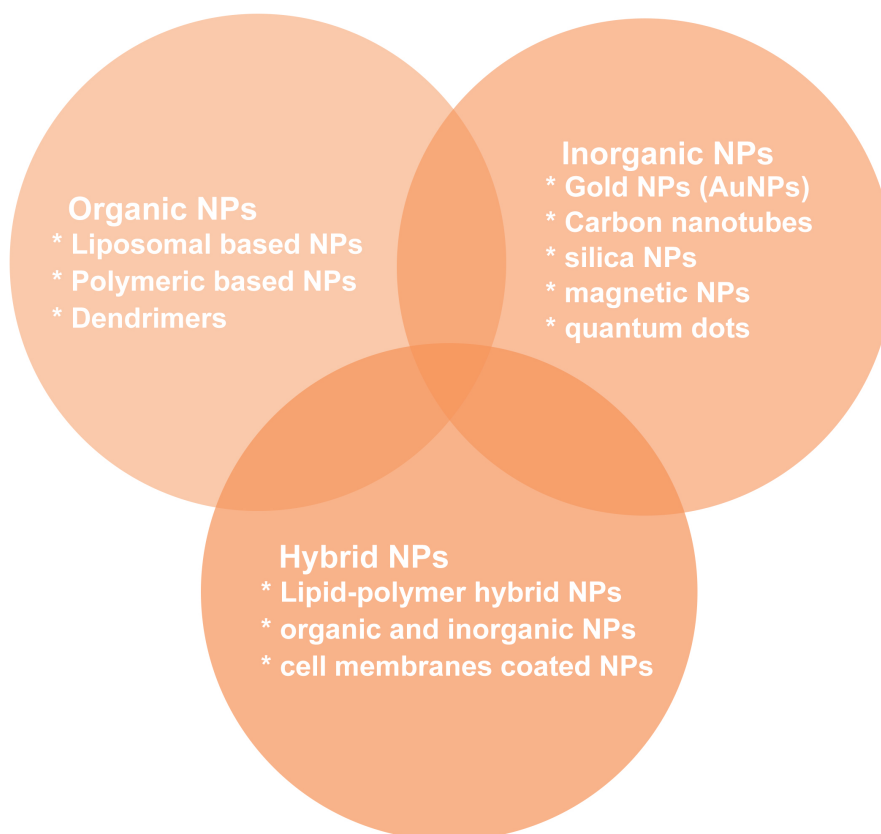 Organic NPs
* Liposomal based NPs
* Polymeric based NPs
* Dendrimers
Inorganic NPs
* Gold NPs (AuNPs)
* Carbon nanotubes
* silica NPs
* magnetic NPs
* quantum dots
Hybrid NPs
* Lipid-polymer hybrid NPs
* organic and inorganic NPs
* cell membranes coated NPs